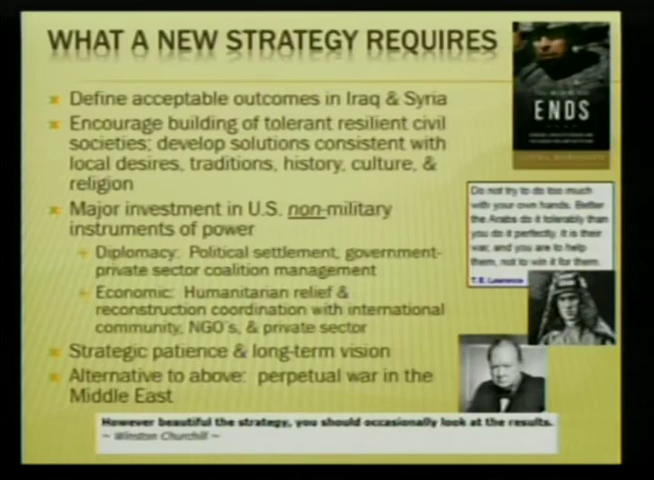 WHAT A NEW STRATEGY REQUIRES
Define acceptable outcomes in Iraq & Syria
Encourage building of tolerant resilient civil
societies; develop solutions consistent with
local desires, traditions, history, culture, &
religion
Major investment in U.S. non-military
instruments of power
Diplomacy: Political settlement, government-
private sector coalition management
Economic: Humanitarian relief &
reconstruction coordination with international
community, NGO's, & private sector
Strategic patience & long-term vision
Alternative to above: perpetual war in the
Middle East
ENDS
Do not try to do too much
with your own hands. Better
the Arabs do it tolerably than
you do it perfectly. It is their
war, and you are to help
them, not to win it for them.
T.E. Lawrence
However beautiful the strategy, you should occasionally look at the results.
~ Winston Churchill ~